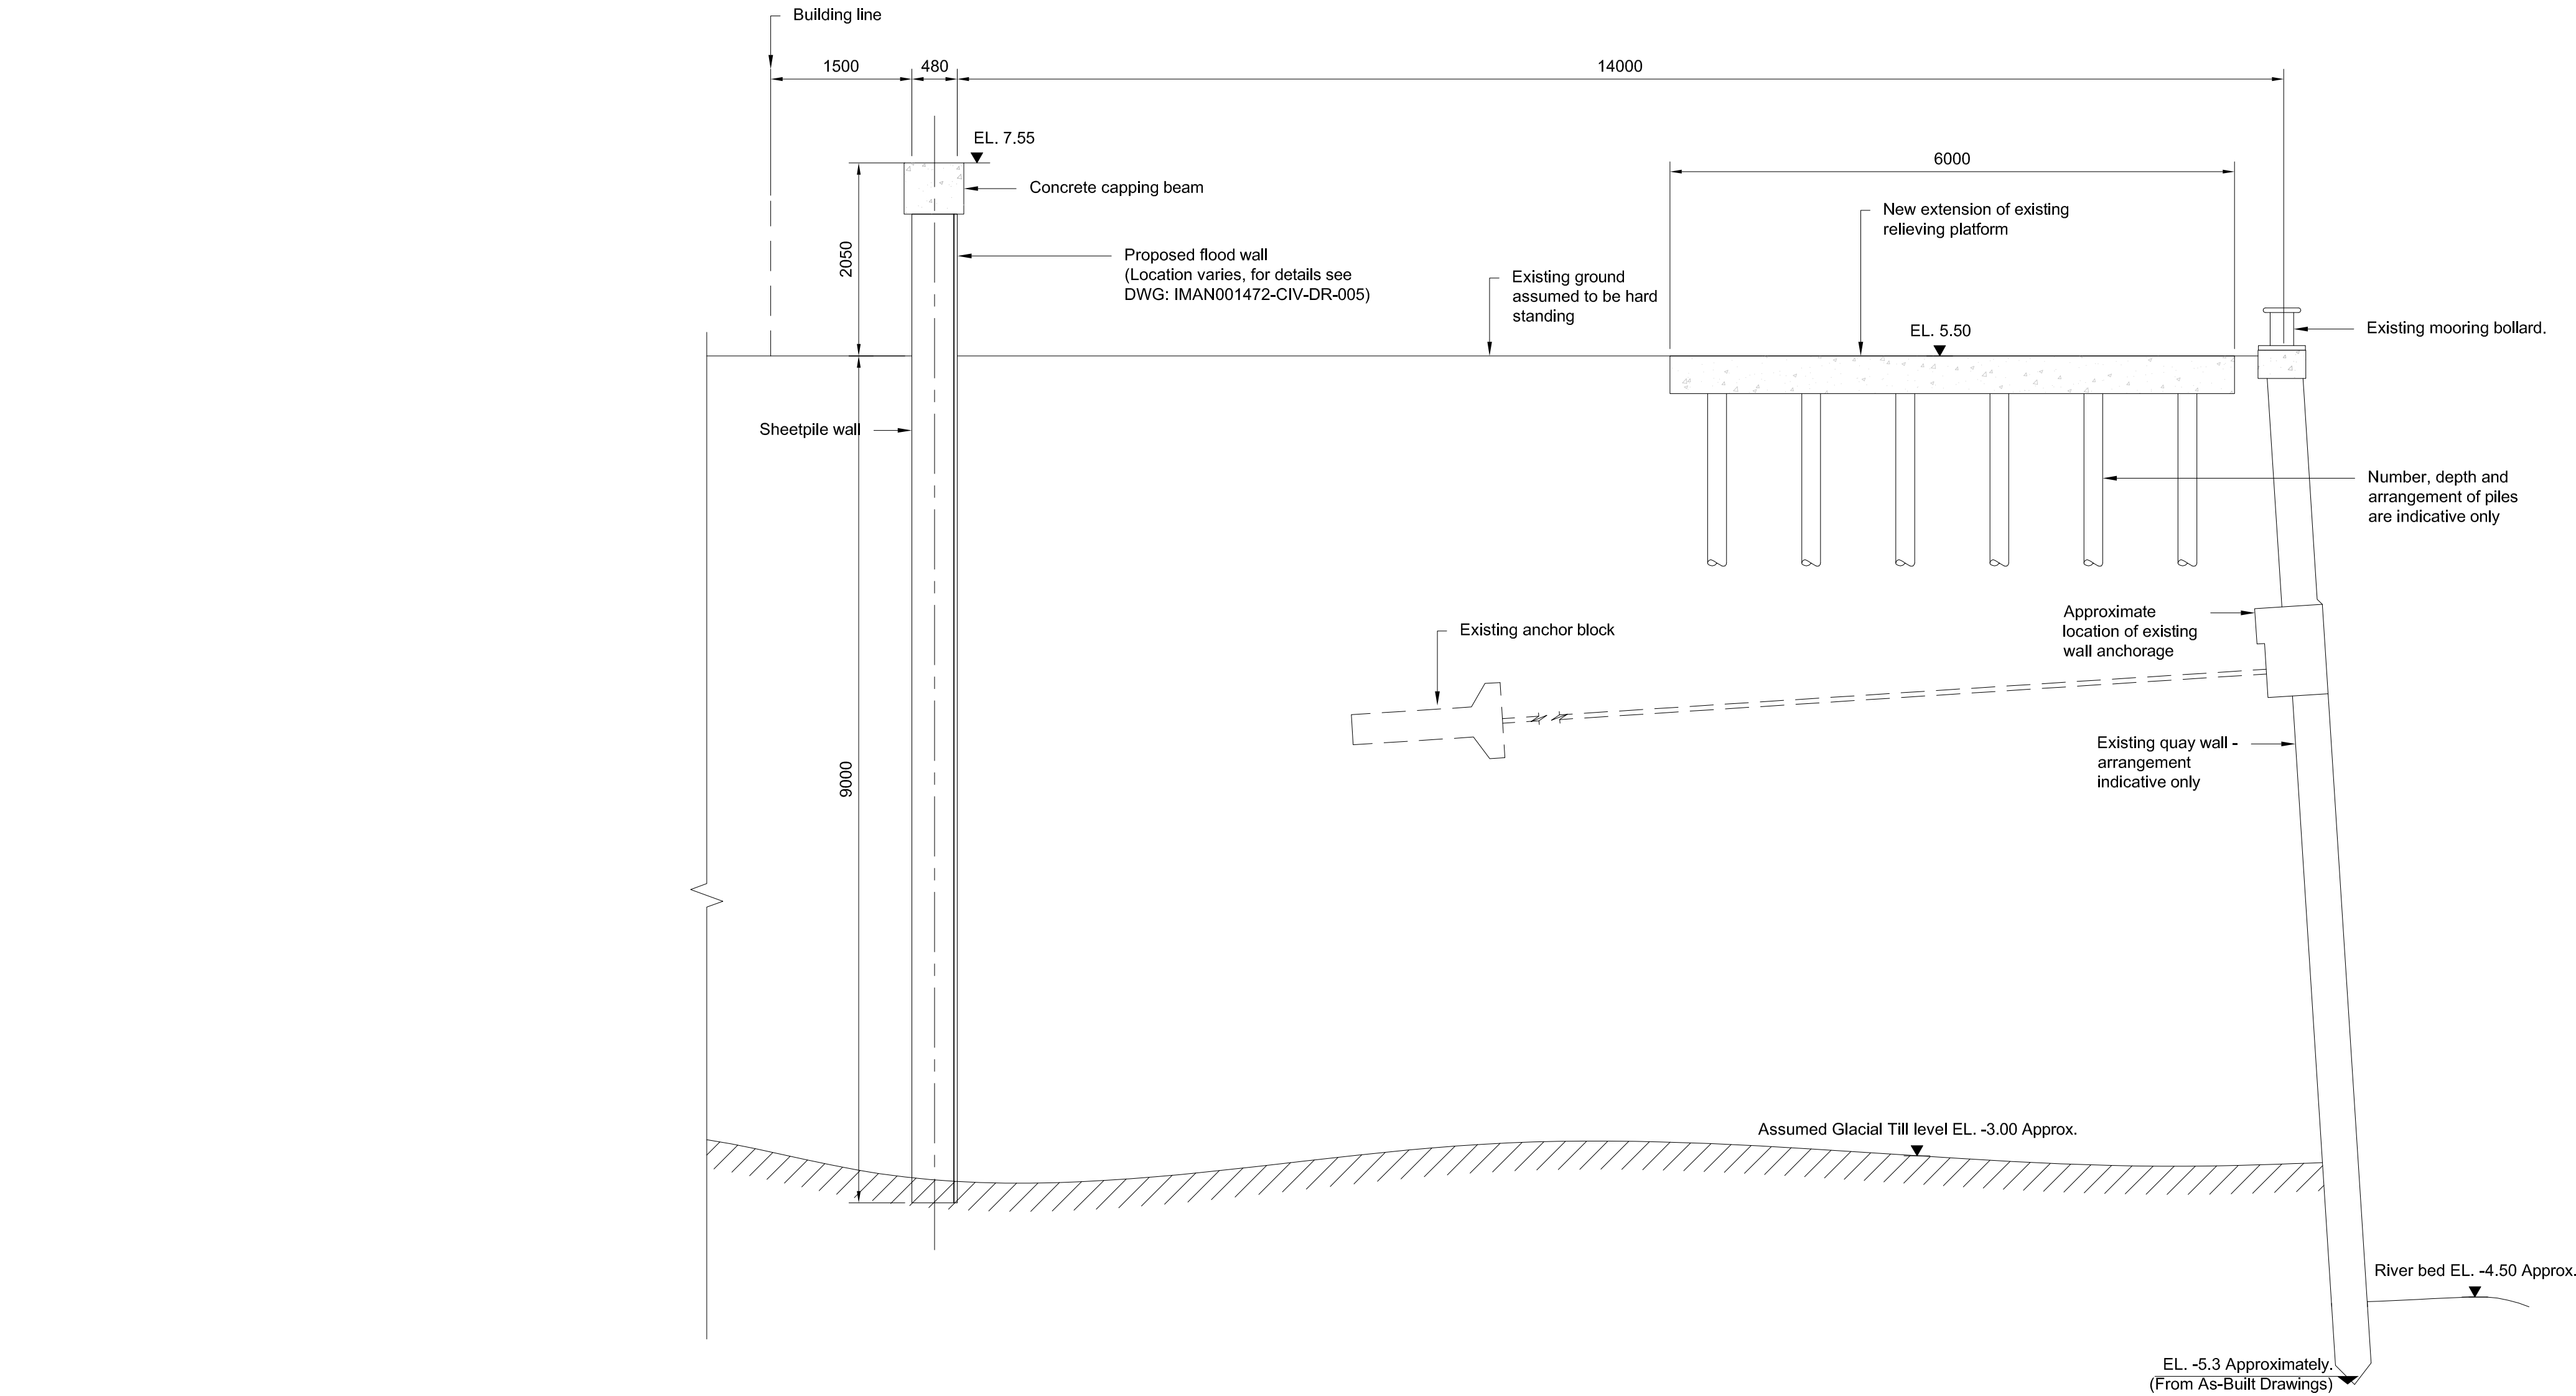 Building line
1500
480
14000
EL. 7.55
6000
Concrete capping beam
New extension of existing
relieving platform
2050
Proposed flood wall
(Location varies, for details see
DWG: IMAN001472-CIV-DR-005)
Existing ground
assumed to be hard
standing
EL. 5.50
Existing mooring bollard.
Sheetpile wall
Number, depth and
arrangement of piles
are indicative only
Approximate
location of existing
wall anchorage
Existing anchor block
Existing quay wall -
arrangement
indicative only
9000
Assumed Glacial Till level EL. -3.00 Approx.
River bed EL. -4.50 Approx.
EL. -5.3 Approximately.
(From As-Built Drawings)